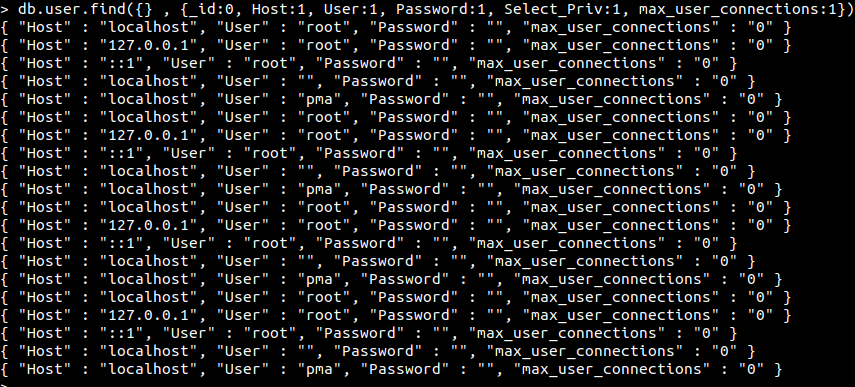 > db.user.find({} , {_id:0, Host:1, User:1, Password:1, Select_Priv:1, max_user_connections:1})
{ "Host" : "localhost", "User" : "root", "Password" : "", "max_user_connections" : "0" }
{ "Host" : "127.0.0.1", "User" : "root", "Password" : "", "max_user_connections" : "0" }
{ "Host" : "::1", "User" : "root", "Password" : "", "max_user_connections" : "0" }
{ "Host" : "localhost", "User" : "", "Password" : "", "max_user_connections" : "0" }
{ "Host" : "localhost", "User" : "pma", "Password" : "", "max_user_connections" : "0" }
{ "Host" : "localhost", "User" : "root", "Password" : "", "max_user_connections" : "0" }
{ "Host" : "127.0.0.1", "User" : "root", "Password" : "", "max_user_connections" : "0" }
{ "Host" : "::1", "User" : "root", "Password" : "", "max_user_connections" : "0" }
{ "Host" : "localhost", "User" : "", "Password" : "", "max_user_connections" : "0" }
{ "Host" : "localhost", "User" : "pma", "Password" : "", "max_user_connections" : "0" }
{ "Host" : "localhost", "User" : "root", "Password" : "", "max_user_connections" : "0" }
{ "Host" : "127.0.0.1", "User" : "root", "Password" : "", "max_user_connections" : "0" }
{ "Host" : "::1", "User" : "root", "Password" : "", "max_user_connections" : "0" }
{ "Host" : "localhost", "User" : "", "Password" : "", "max_user_connections" : "0" }
{ "Host" : "localhost", "User" : "pma", "Password" : "", "max_user_connections" : "0" }
{ "Host" : "localhost", "User" : "root", "Password" : "", "max_user_connections" : "0" }
{ "Host" : "127.0.0.1", "User" : "root", "Password" : "", "max_user_connections" : "0" }
{ "Host" : "::1", "User" : "root", "Password" : "", "max_user_connections" : "0" }
{ "Host" : "localhost", "User" : "", "Password" : "", "max_user_connections" : "0" }
{ "Host" : "localhost", "User" : "pma", "Password" : "", "max_user_connections" : "0" }